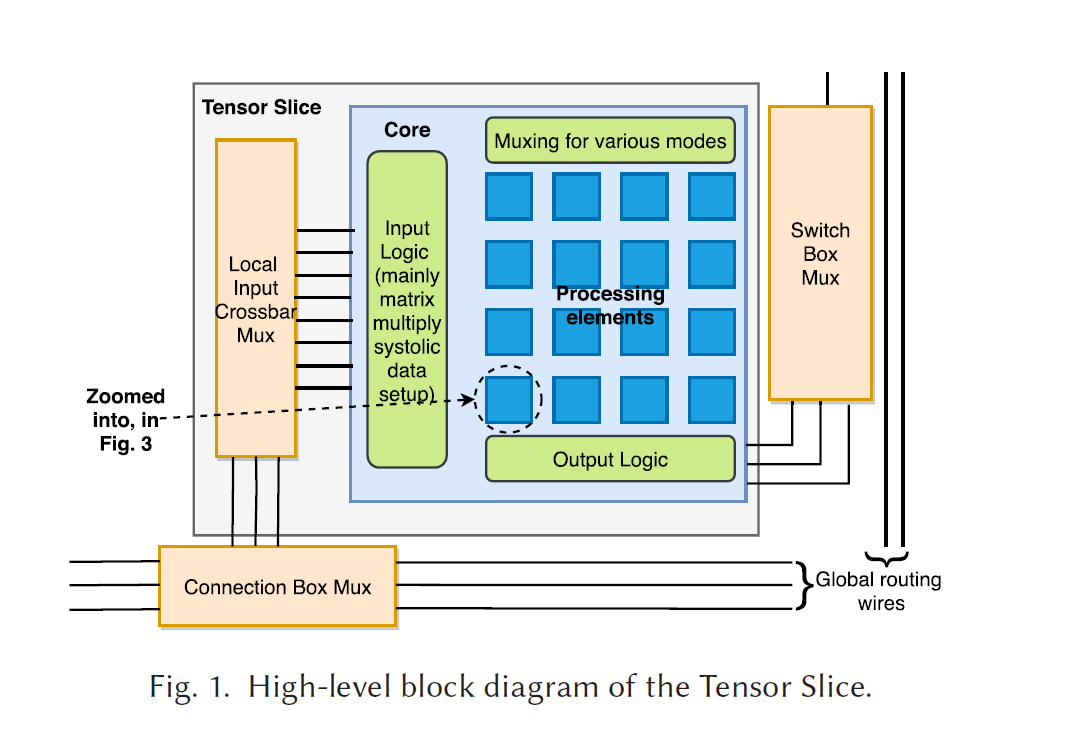 Tensor Slice
Core
Muxing for various modes
Local
Input
Crossbar
Mux
Input
Logic
(mainly
matrix
multiply
systolic
data
setup)
Processing
elements
Switch
Box
Mux
Zoomed
into, in
Fig. 3
Output Logic
Connection Box Mux
Global routing
wires
Fig. 1. High-level block diagram of the Tensor Slice.